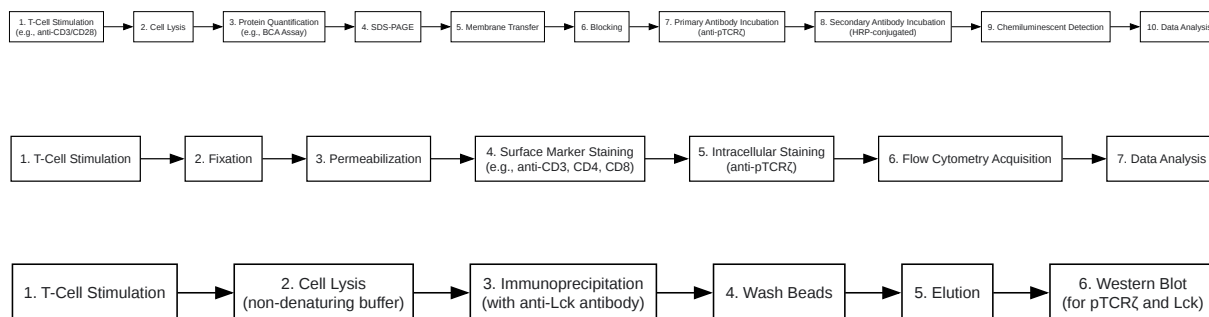 1. T-Cell Stimulation
(e.g., anti-CD3/CD28)
2. Cell Lysis
3. Protein Quantification
(e.g., BCA Assay)
4. SDS-PAGE
5. Membrane Transfer
6. Blocking
7. Primary Antibody Incubation
(anti-pTCRζ)
8. Secondary Antibody Incubation
(HRP-conjugated)
9. Chemiluminescent Detection
10. Data Analysis
1. T-Cell Stimulation
2. Fixation
3. Permeabilization
4. Surface Marker Staining
(e.g., anti-CD3, CD4, CD8)
5. Intracellular Staining
(anti-pTCRζ)
6. Flow Cytometry Acquisition
7. Data Analysis
1. T-Cell Stimulation
2. Cell Lysis
(non-denaturing buffer)
3. Immunoprecipitation
(with anti-Lck antibody)
4. Wash Beads
5. Elution
6. Western Blot
(for pTCRζ and Lck)